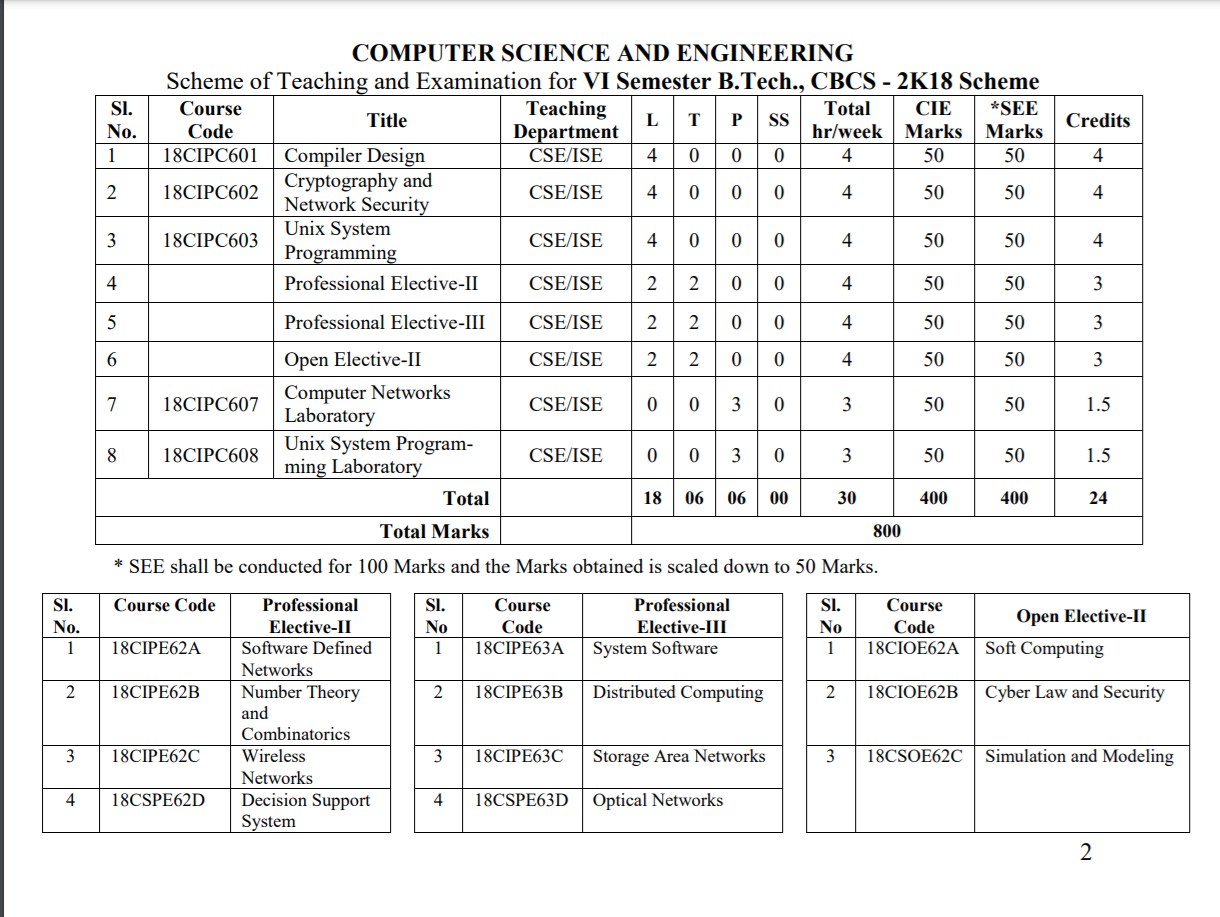 COMPUTER SCIENCE AND ENGINEERING
Scheme of Teaching and Examination for VI Semester B.Tech., CBCS - 2K18 Scheme
Sl. No. Course Code Title Teaching Department L T P SS Total hr/week CIE Marks *SEE Marks Credits
1 18CIPC601 Compiler Design CSE/ISE 4 0 0 0 4 50 50 4
2 18CIPC602 Cryptography and Network Security CSE/ISE 4 0 0 0 4 50 50 4
3 18CIPC603 Unix System Programming CSE/ISE 4 0 0 0 4 50 50 4
4 Professional Elective-II CSE/ISE 2 2 0 0 4 50 50 3
5 Professional Elective-III CSE/ISE 2 2 0 0 4 50 50 3
6 Open Elective-II CSE/ISE 2 2 0 0 4 50 50 3
7 18CIPC607 Computer Networks Laboratory CSE/ISE 0 0 3 0 3 50 50 1.5
8 18CIPC608 Unix System Program-ming Laboratory CSE/ISE 0 0 3 0 3 50 50 1.5
Total 18 06 06 00 30 400 400 24
Total Marks 800
* SEE shall be conducted for 100 Marks and the Marks obtained is scaled down to 50 Marks.
Sl. No. Course Code Professional Elective-II
1 18CIPE62A Software Defined Networks
2 18CIPE62B Number Theory and Combinatorics
3 18CIPE62C Wireless Networks
4 18CSPE62D Decision Support System
Sl. No Course Code Professional Elective-III
1 18CIPE63A System Software
2 18CIPE63B Distributed Computing
3 18CIPE63C Storage Area Networks
4 18CSPE63D Optical Networks
Sl. No Course Code Open Elective-II
1 18CIOE62A Soft Computing
2 18CIOE62B Cyber Law and Security
3 18CSOE62C Simulation and Modeling
2